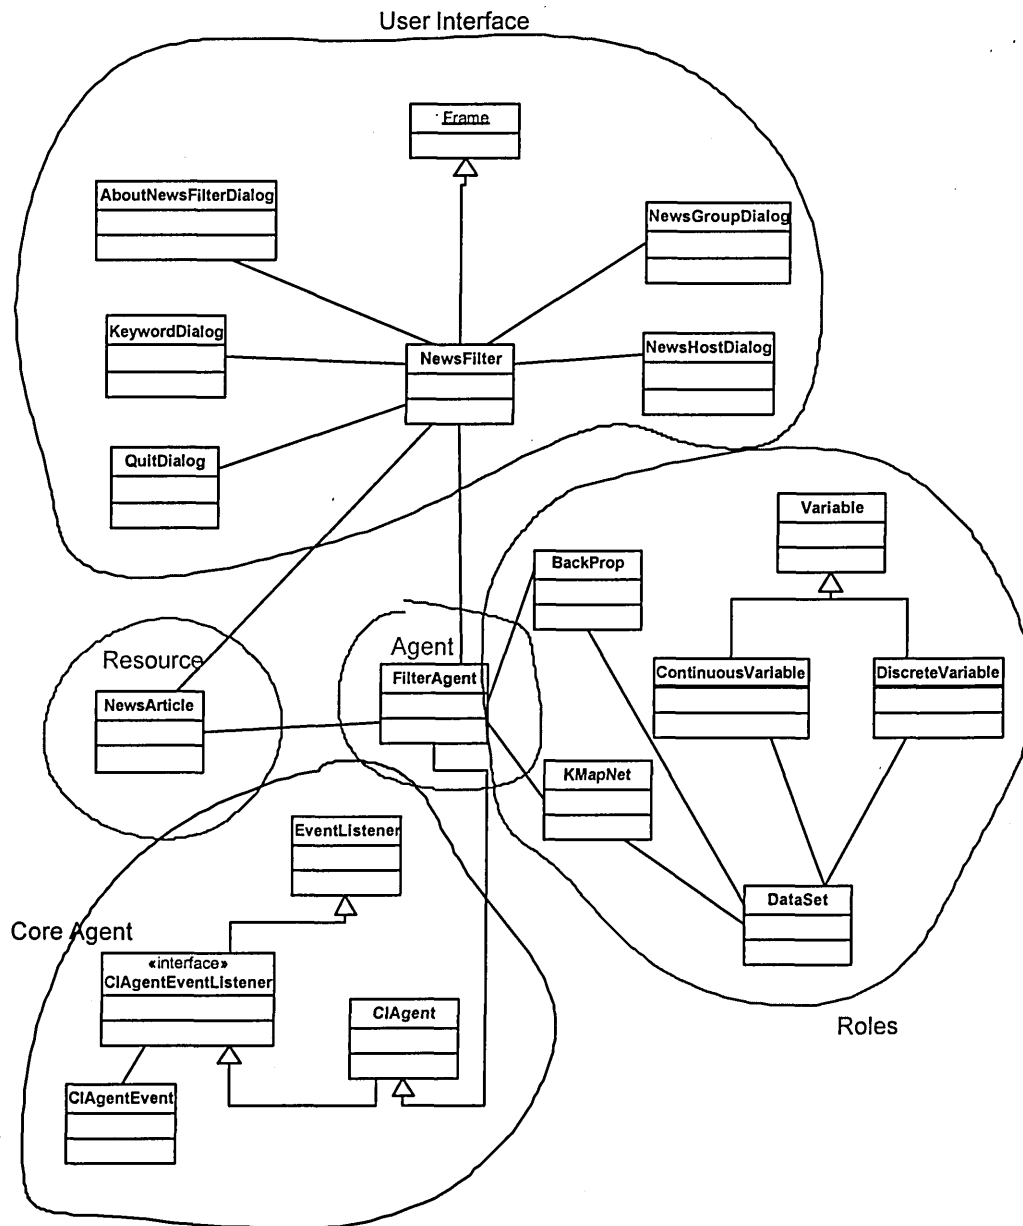 User Interface
Frame
AboutNewsFilterDialog
NewsGroupDialog
KeywordDialog
NewsFilter
NewsHostDialog
QuitDialog
Variable
BackProp
Resource
Agent
FilterAgent
ContinuousVariable
DiscreteVariable
NewsArticle
KMapNet
EventListener
DataSet
Core Agent
«interface»
CIAgentEventListener
CIAgent
Roles
CIAgentEvent